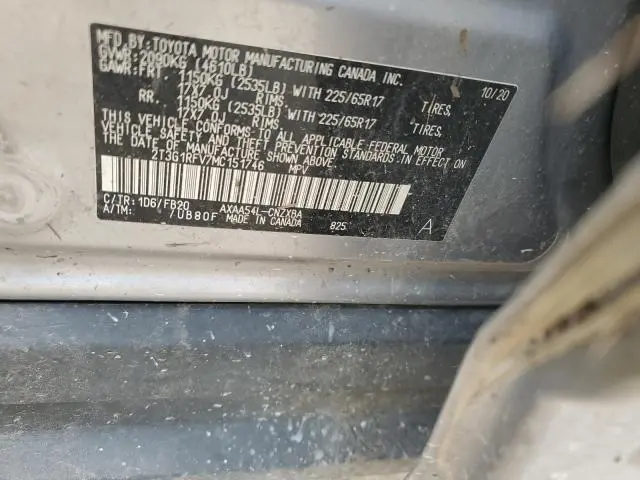 MFD.BY: TOYOTA MOTOR MANUFACTURING CANADA INC.
GVWR: 2090KG (4610LB) 10/20
GAWR: FRT. 1150KG (2535LB) WITH 225/65R17 TIRES,
17X7.0J RIMS,
RR. 1150KG (2535LB) WITH 225/65R17 TIRES,
17X7.0J RIMS,
THIS VEHICLE CONFORMS TO ALL APPLICABLE FEDERAL MOTOR
VEHICLE SAFETY AND THEFT PREVENTION STANDARDS IN EFFECT
ON THE DATE OF MANUFACTURE SHOWN ABOVE.
2T3G1RFV7MC151746 MPV
C/TR: 1D6/FB20 AXAA54L-CNZXBA
A/TM: /UB80F MADE IN CANADA 825 A